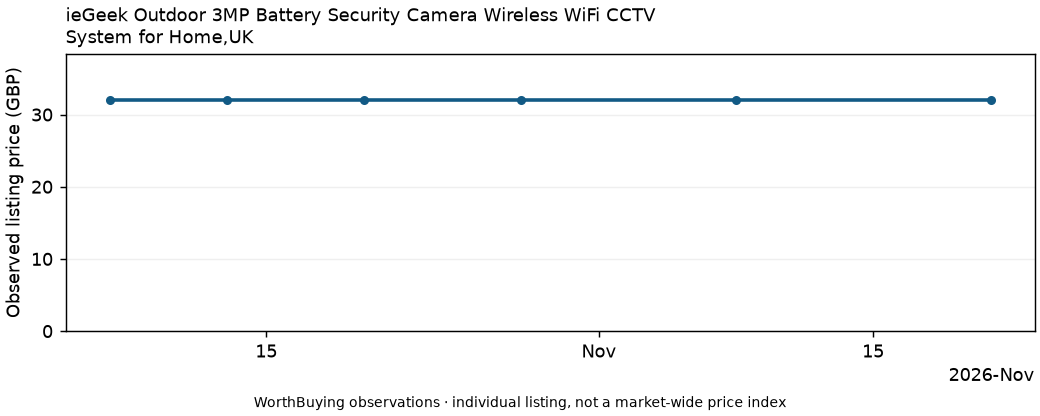 ieGeek Outdoor 3MP Battery Security Camera Wireless WiFi CCTV
System for Home,UK
Observed listing price (GBP)
30
20
10
0
15
Nov
15
2026-Nov
WorthBuying observations · individual listing, not a market-wide price index